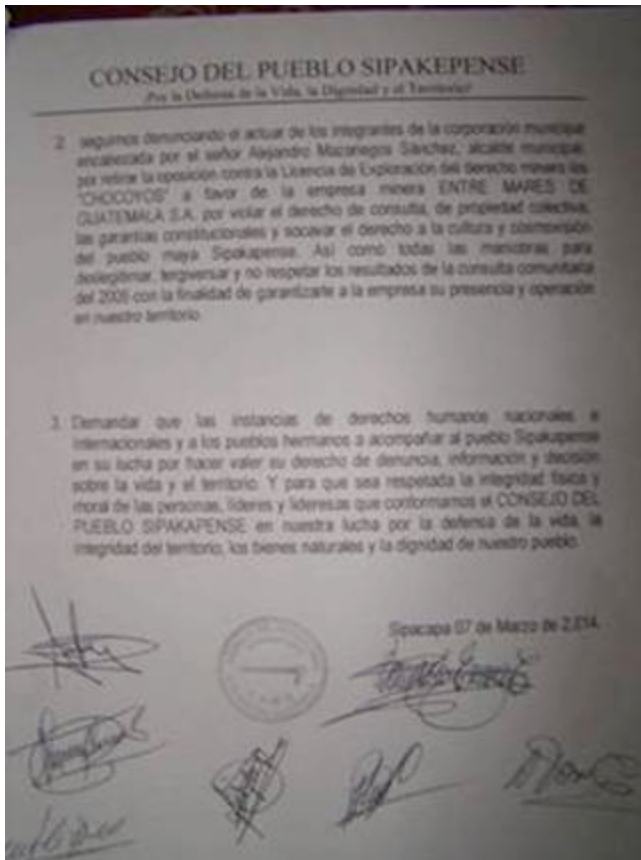 CONSEJO DEL PUEBLO SIPAKEPENSE
¡Por la Defensa de la Vida, la Dignidad y el Territorio!
2. seguimos denunciando el actuar de los integrantes de la corporación municipal
encabezada por el señor Alejandro Macanegos Sánchez, alcalde municipal,
por retirar la oposición contra la Licencia de Exploración del derecho minero los
"CHOCOYOS" a favor de la empresa minera ENTRE MARES DE
GUATEMALA S.A. por violar el derecho de consulta, de propiedad colectiva,
las garantías constitucionales y socavar el derecho a la cultura y cosmovisión
del pueblo maya Sipakapense. Así como todas las maniobras para
deslegitimar, tergiversar y no respetar los resultados de la consulta comunitaria
del 2005 con la finalidad de garantizarle a la empresa su presencia y operación
en nuestro territorio.
3. Demandar que las instancias de derechos humanos nacionales e
internacionales y a los pueblos hermanos a acompañar al pueblo Sipakapense
en su lucha por hacer valer su derecho de denuncia, información y decisión
sobre la vida y el territorio. Y para que sea respetada la integridad física y
moral de las personas, líderes y lideresas que conformamos el CONSEJO DEL
PUEBLO SIPAKAPENSE en nuestra lucha por la defensa de la vida, la
integridad del territorio, los bienes naturales y la dignidad de nuestro pueblo.
Sipacapa 07 de Marzo de 2,014.